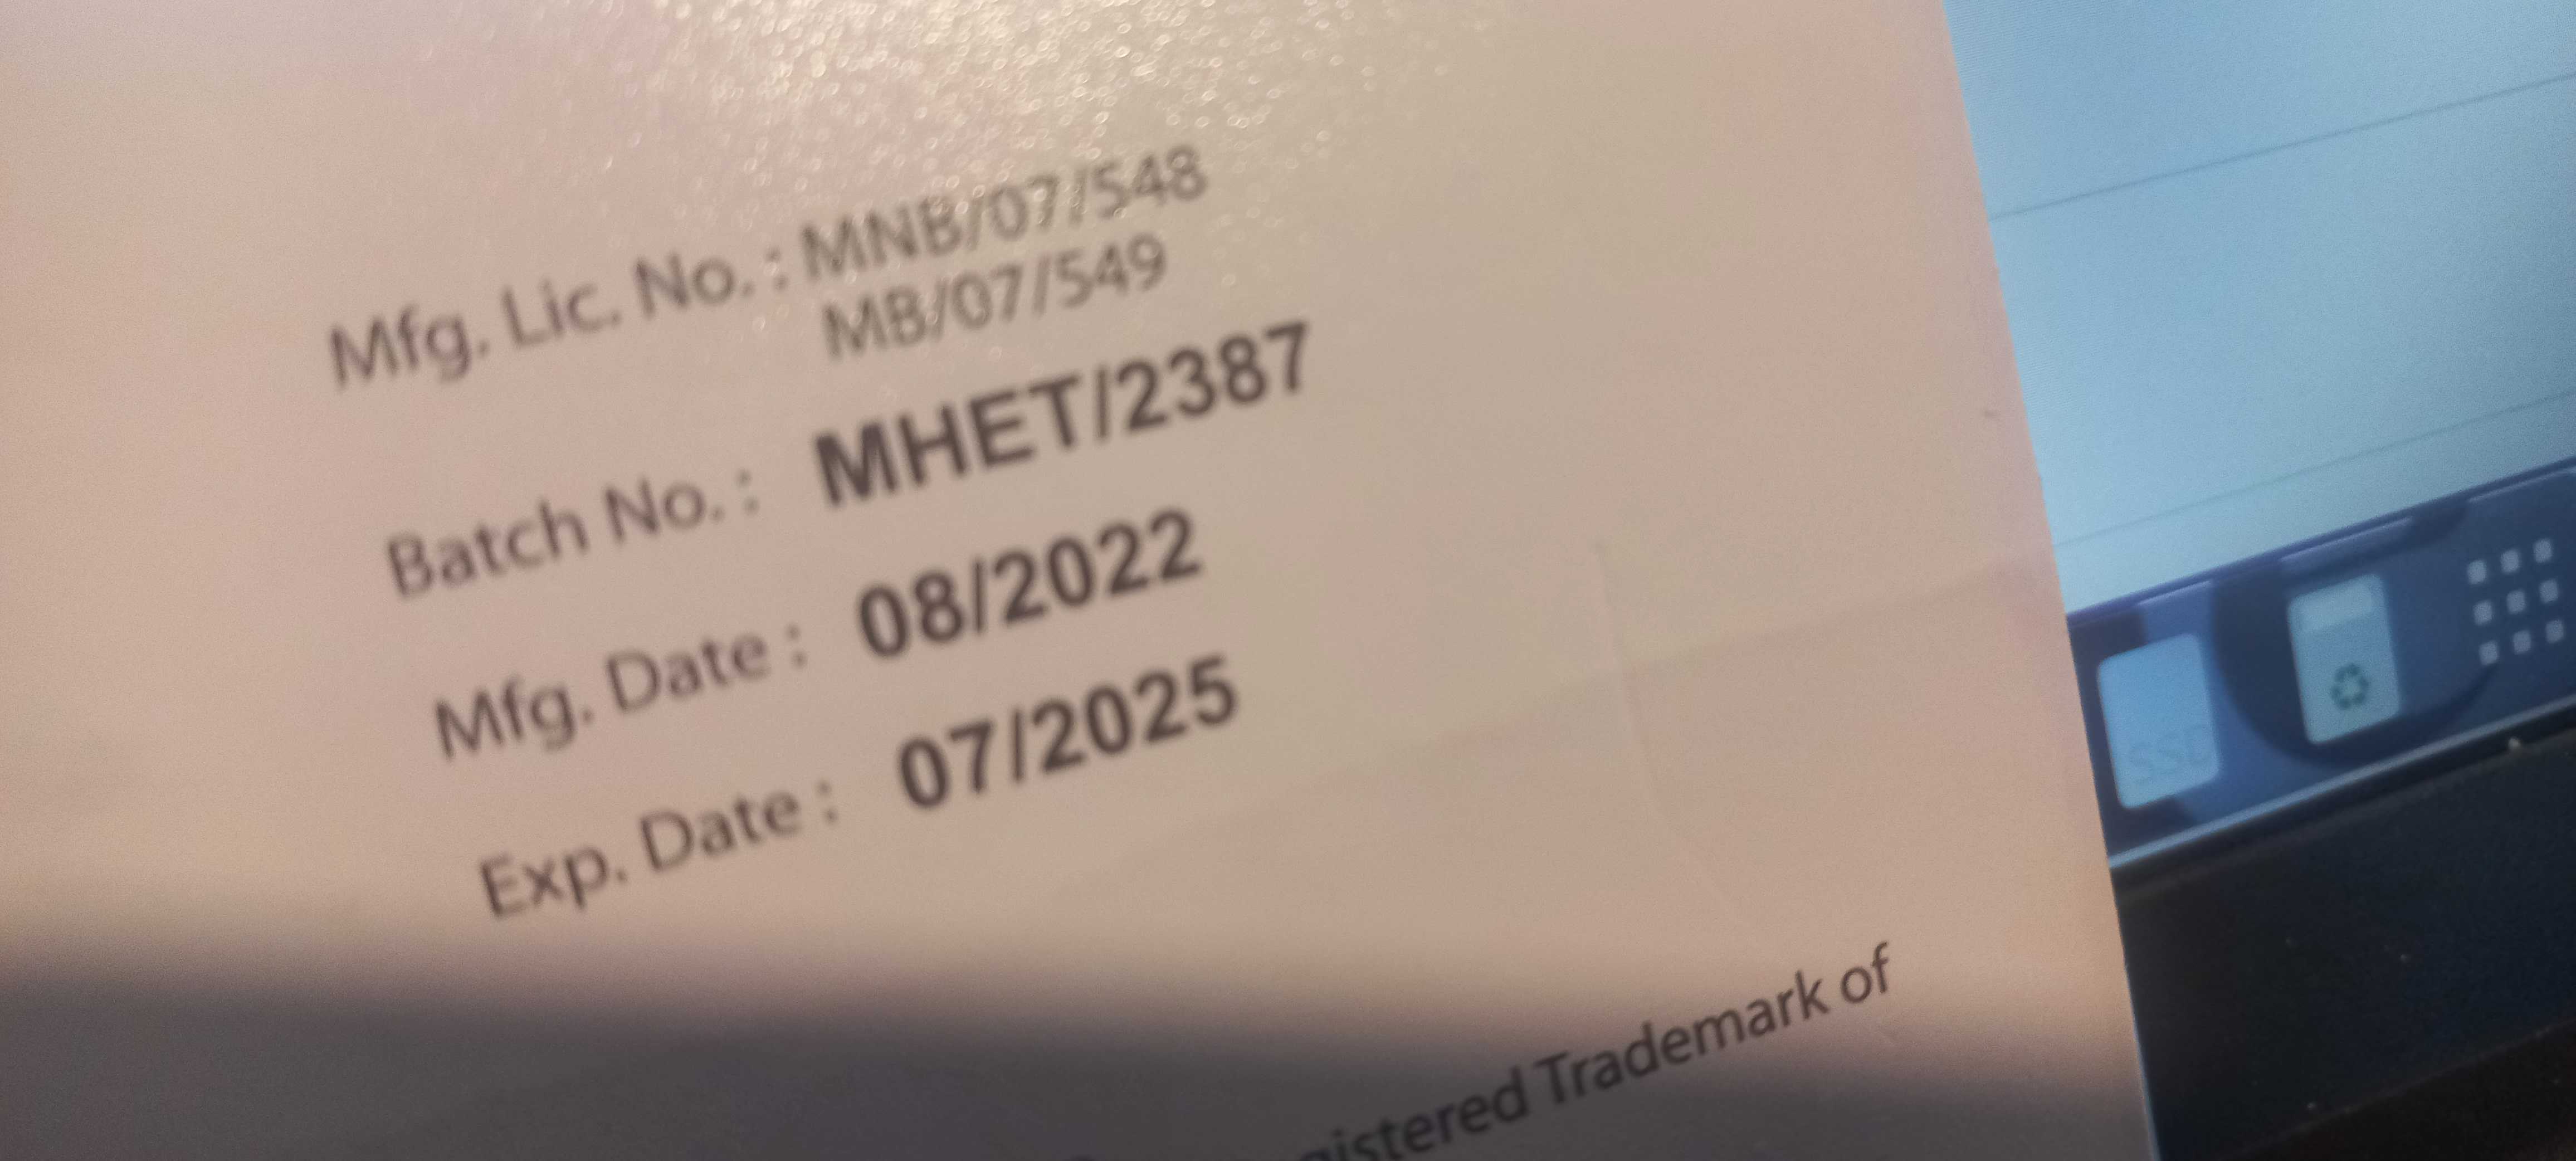 Mfg. Lic. No. : MNB/07/548
MB/07/549
Batch No. : MHET/2387
Mfg. Date : 08/2022
Exp. Date : 07/2025
Trademark of
SSD